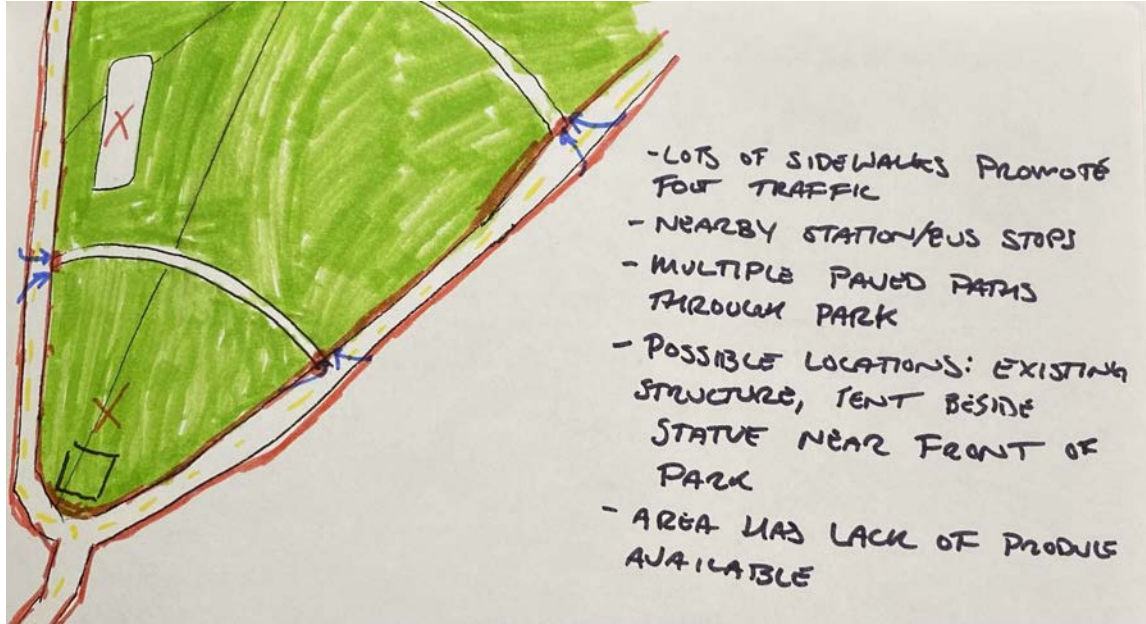 - LOTS OF SIDEWALKS PROMOTE
FOOT TRAFFIC
- NEARBY STATION/BUS STOPS
- MULTIPLE PAVED PATHS
THROUGH PARK
- POSSIBLE LOCATIONS: EXISTING
STRUCTURE, TENT BESIDE
STATUE NEAR FRONT OF
PARK
- AREA HAS LACK OF PRODUCE
AVAILABLE